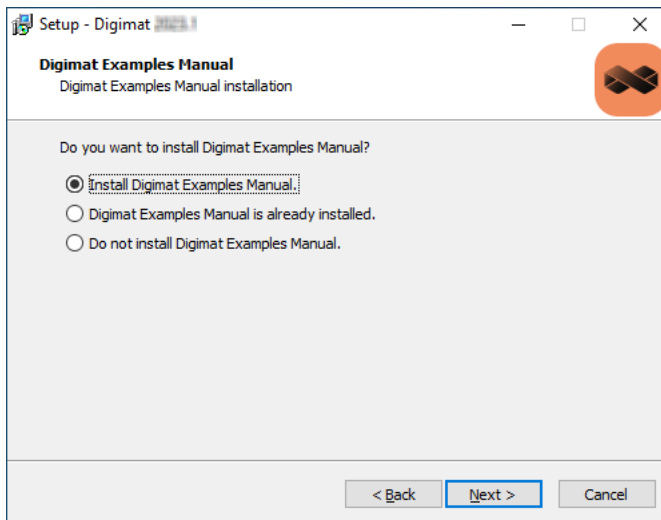 Setup - Digimat
Digimat Examples Manual
Digimat Examples Manual installation
Do you want to install Digimat Examples Manual?
Install Digimat Examples Manual.
Digimat Examples Manual is already installed.
Do not install Digimat Examples Manual.
< Back Next > Cancel